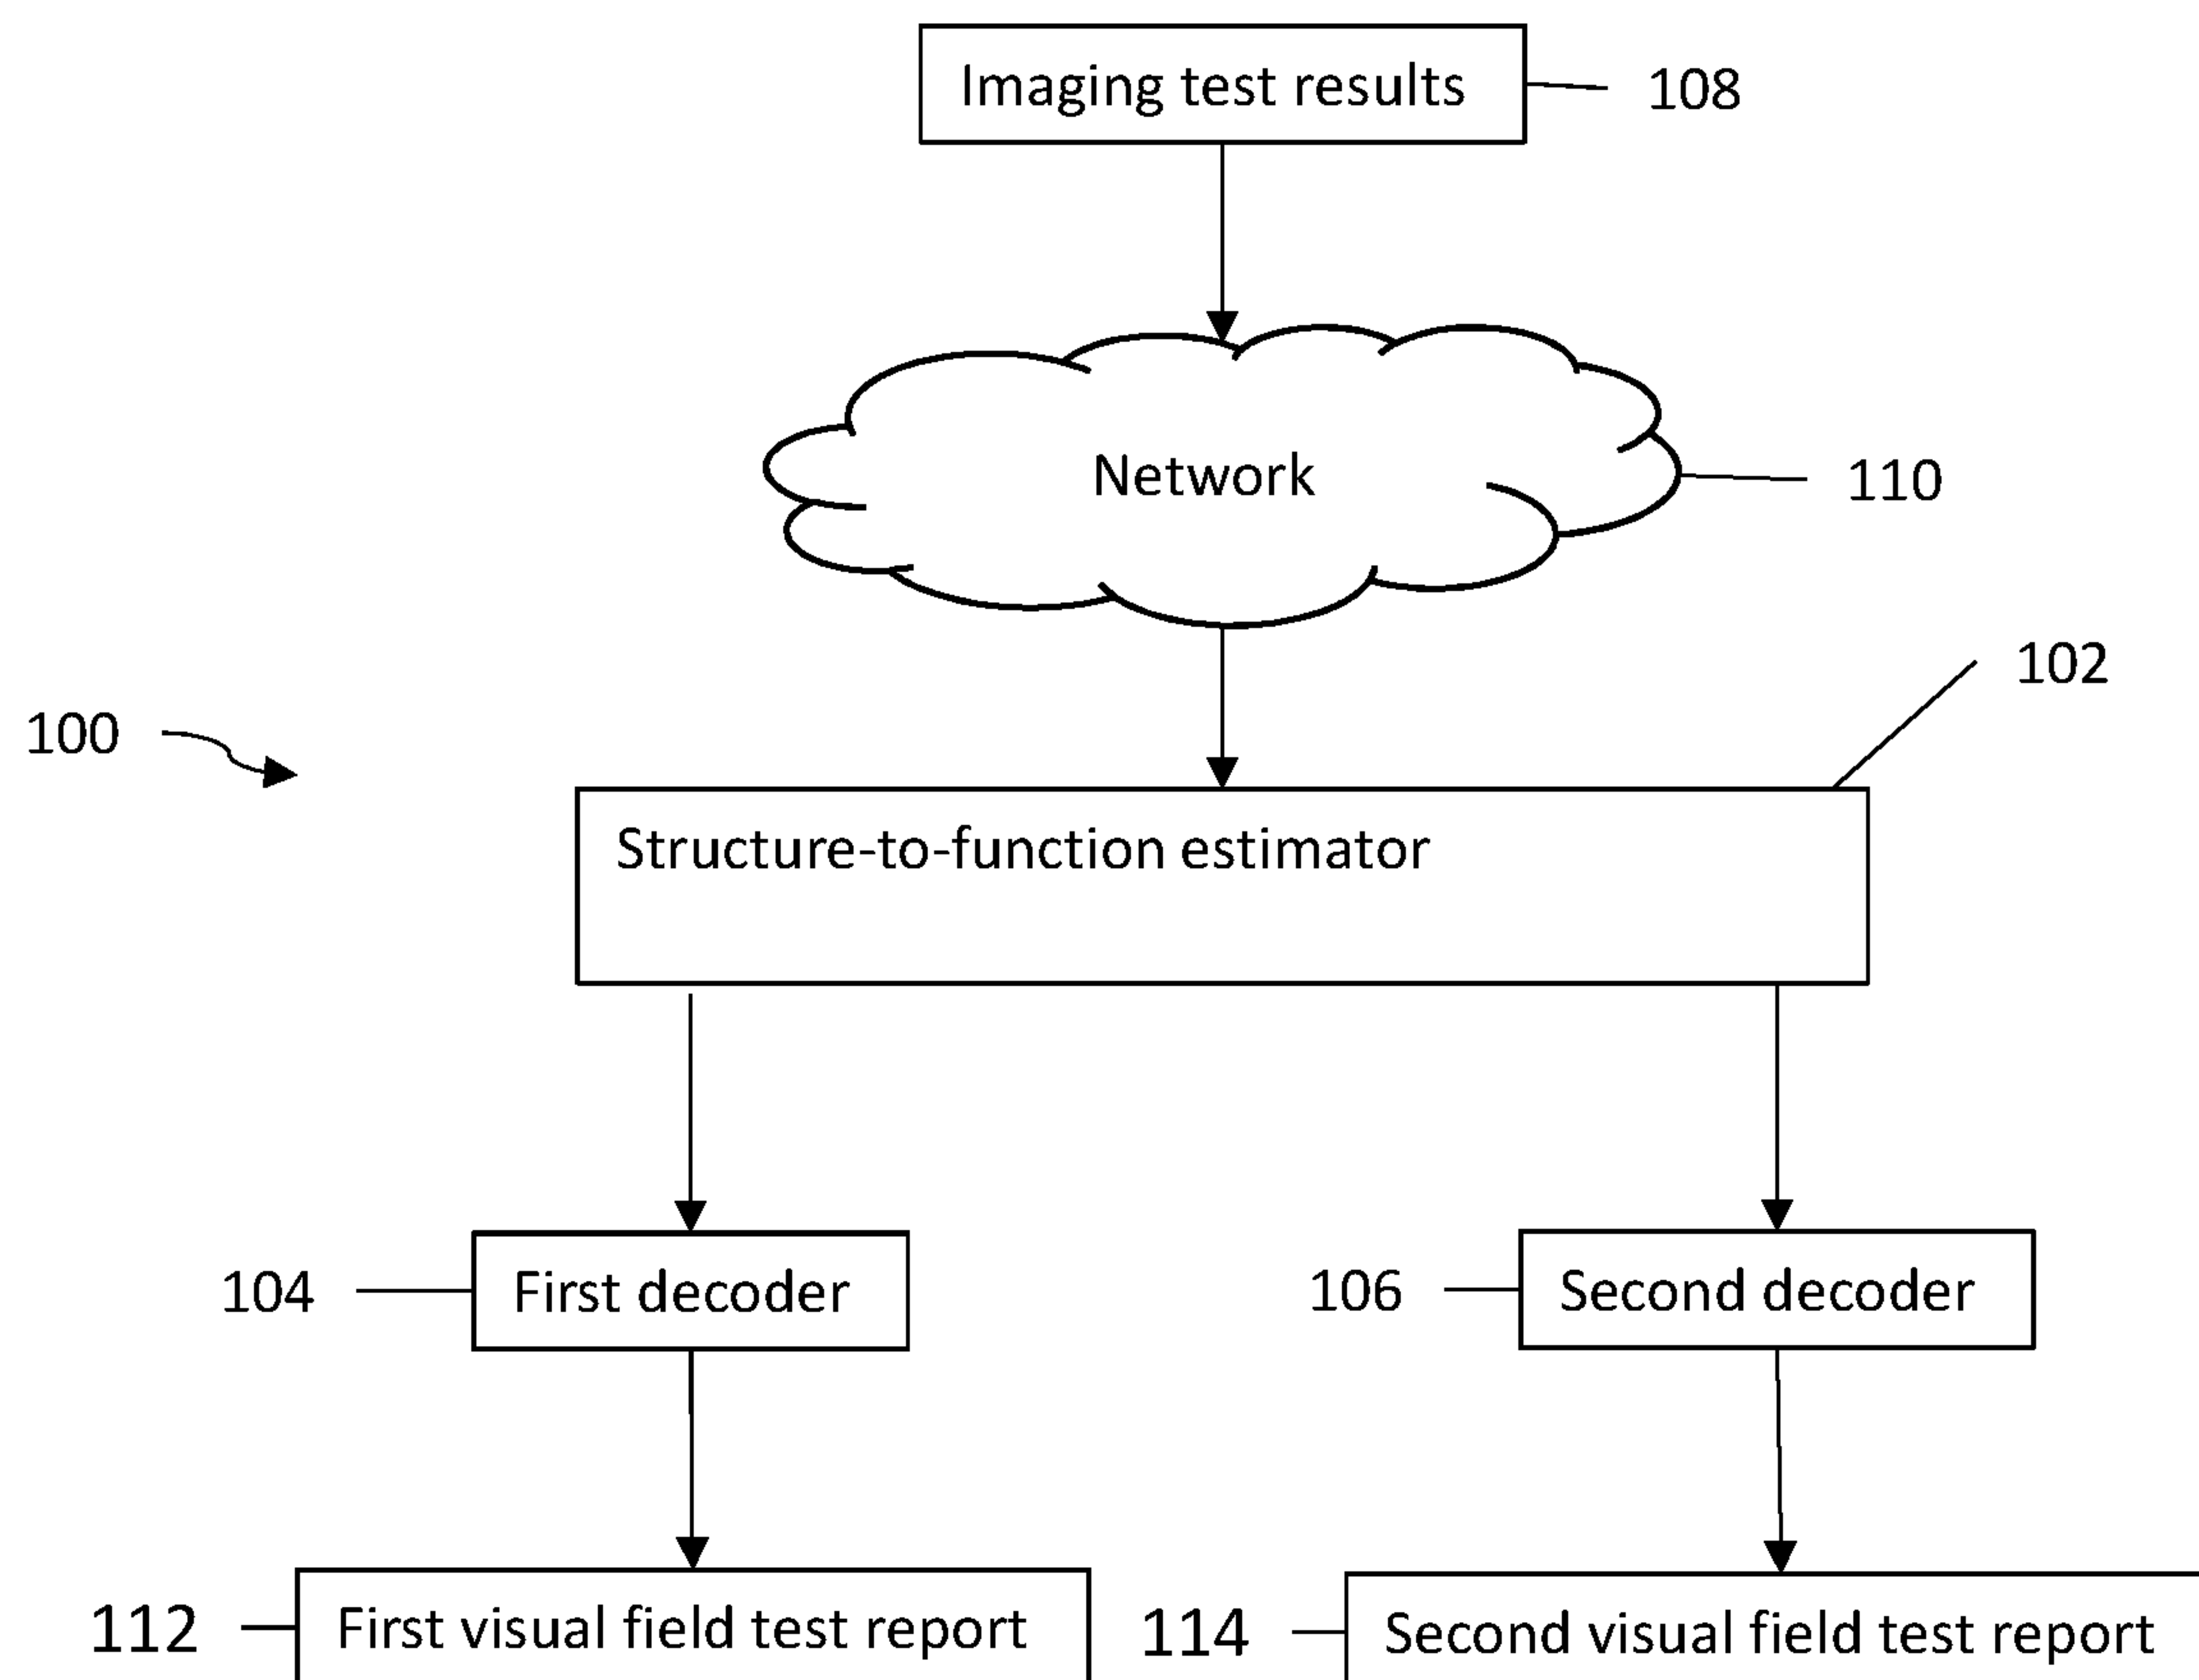 Imaging test results
108
Network
110
102
100
Structure-to-function estimator
104
First decoder
106
Second decoder
112
First visual field test report
114
Second visual field test report